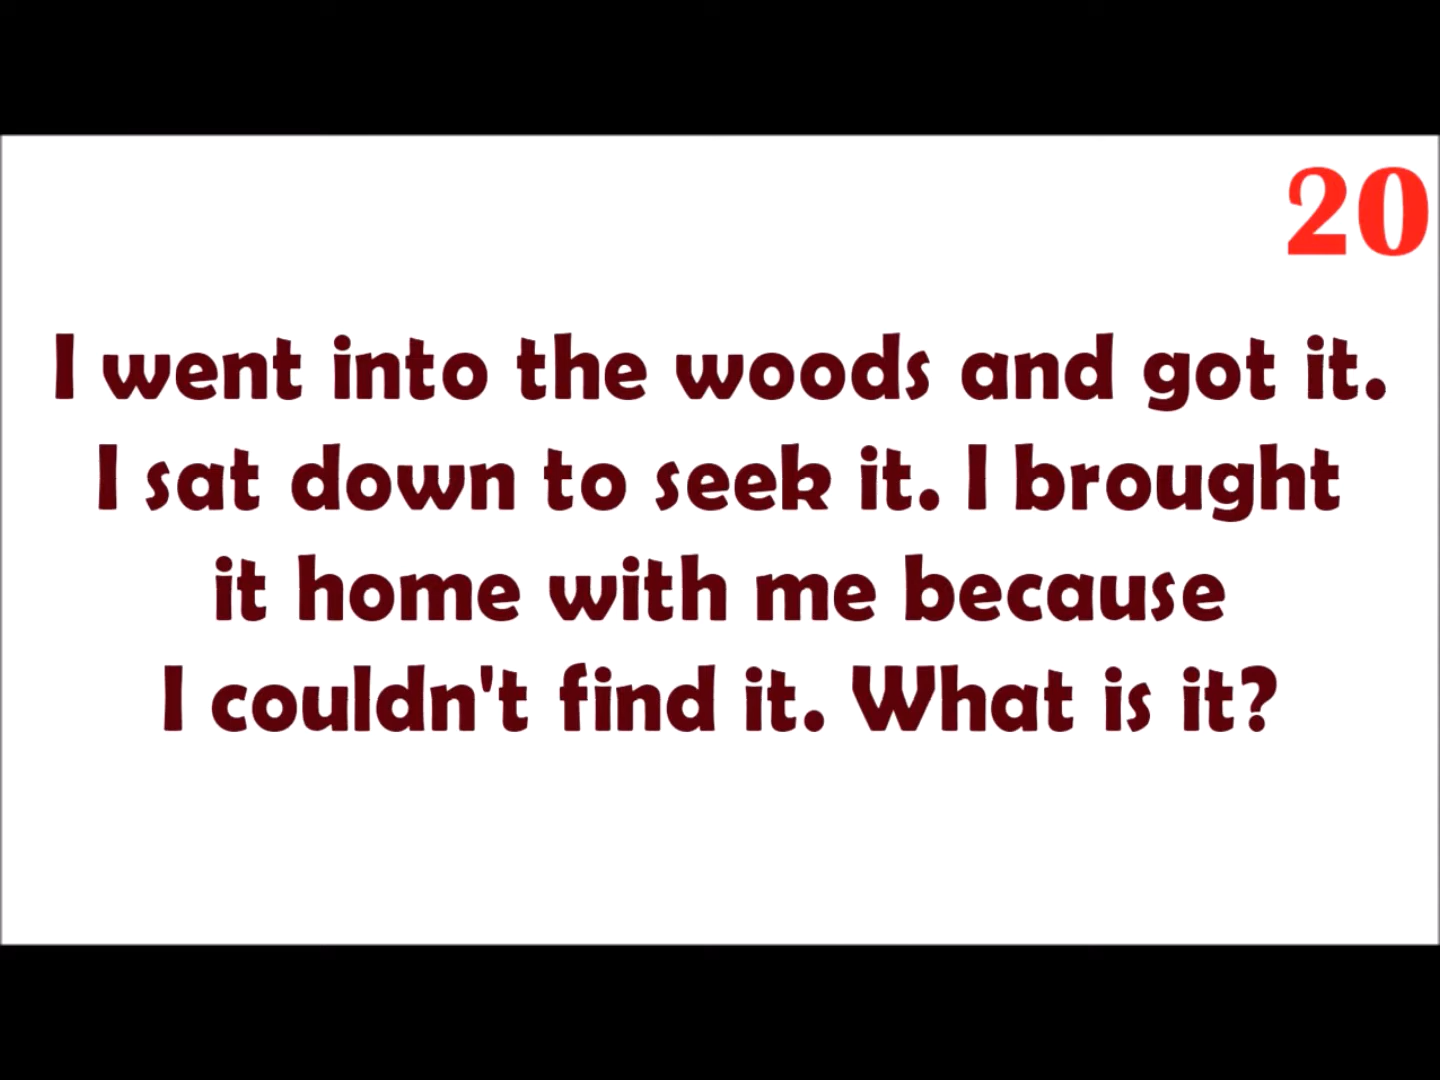 20
I went into the woods and got it.
I sat down to seek it. I brought
it home with me because
I couldn't find it. What is it?